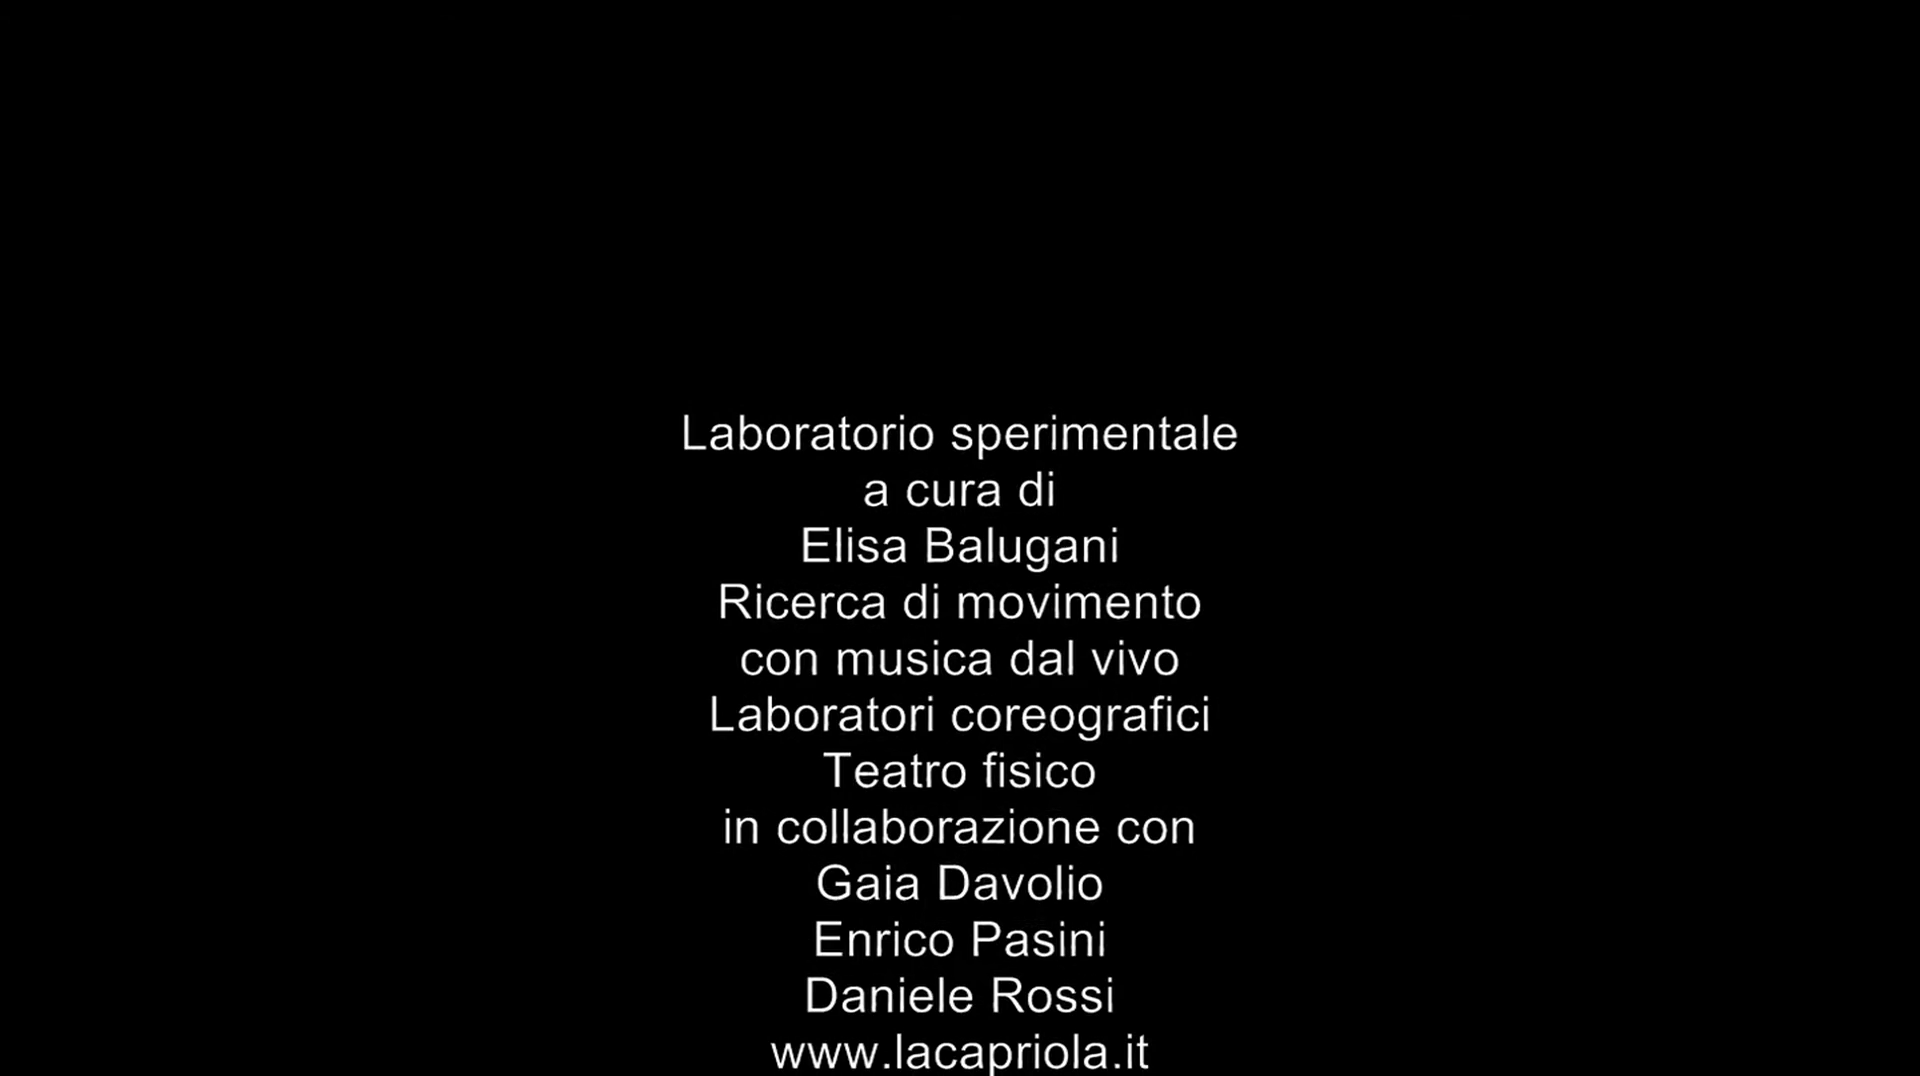 Laboratorio sperimentale
a cura di
Elisa Balugani
Ricerca di movimento
con musica dal vivo
Laboratori coreografici
Teatro fisico
in collaborazione con
Gaia Davolio
Enrico Pasini
Daniele Rossi
www.lacapriola.it